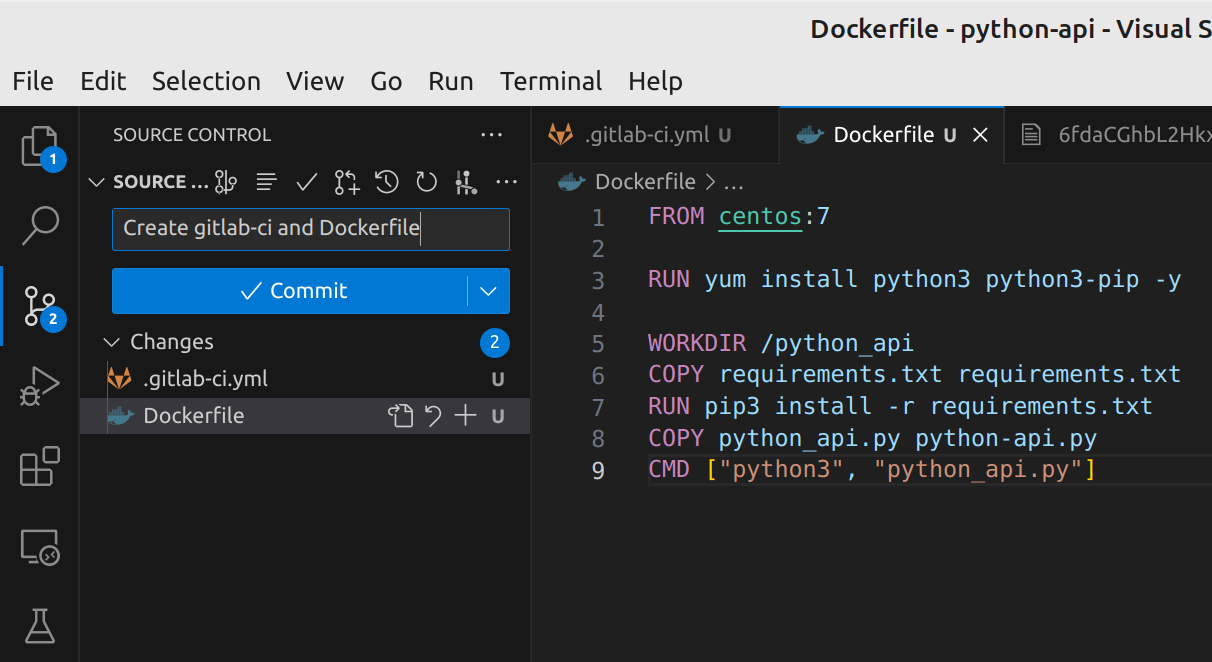 Dockerfile - python-api - Visual S
File Edit Selection View Go Run Terminal Help
1
2
SOURCE CONTROL
SOURCE ...
Create gitlab-ci and Dockerfile
Commit
Changes 2
.gitlab-ci.yml U
Dockerfile U
.gitlab-ci.yml U Dockerfile U 6fdaCGhbL2Hkx
Dockerfile > ...
1 FROM centos:7
2
3 RUN yum install python3 python3-pip -y
4
5 WORKDIR /python_api
6 COPY requirements.txt requirements.txt
7 RUN pip3 install -r requirements.txt
8 COPY python_api.py python-api.py
9 CMD ["python3", "python_api.py"]